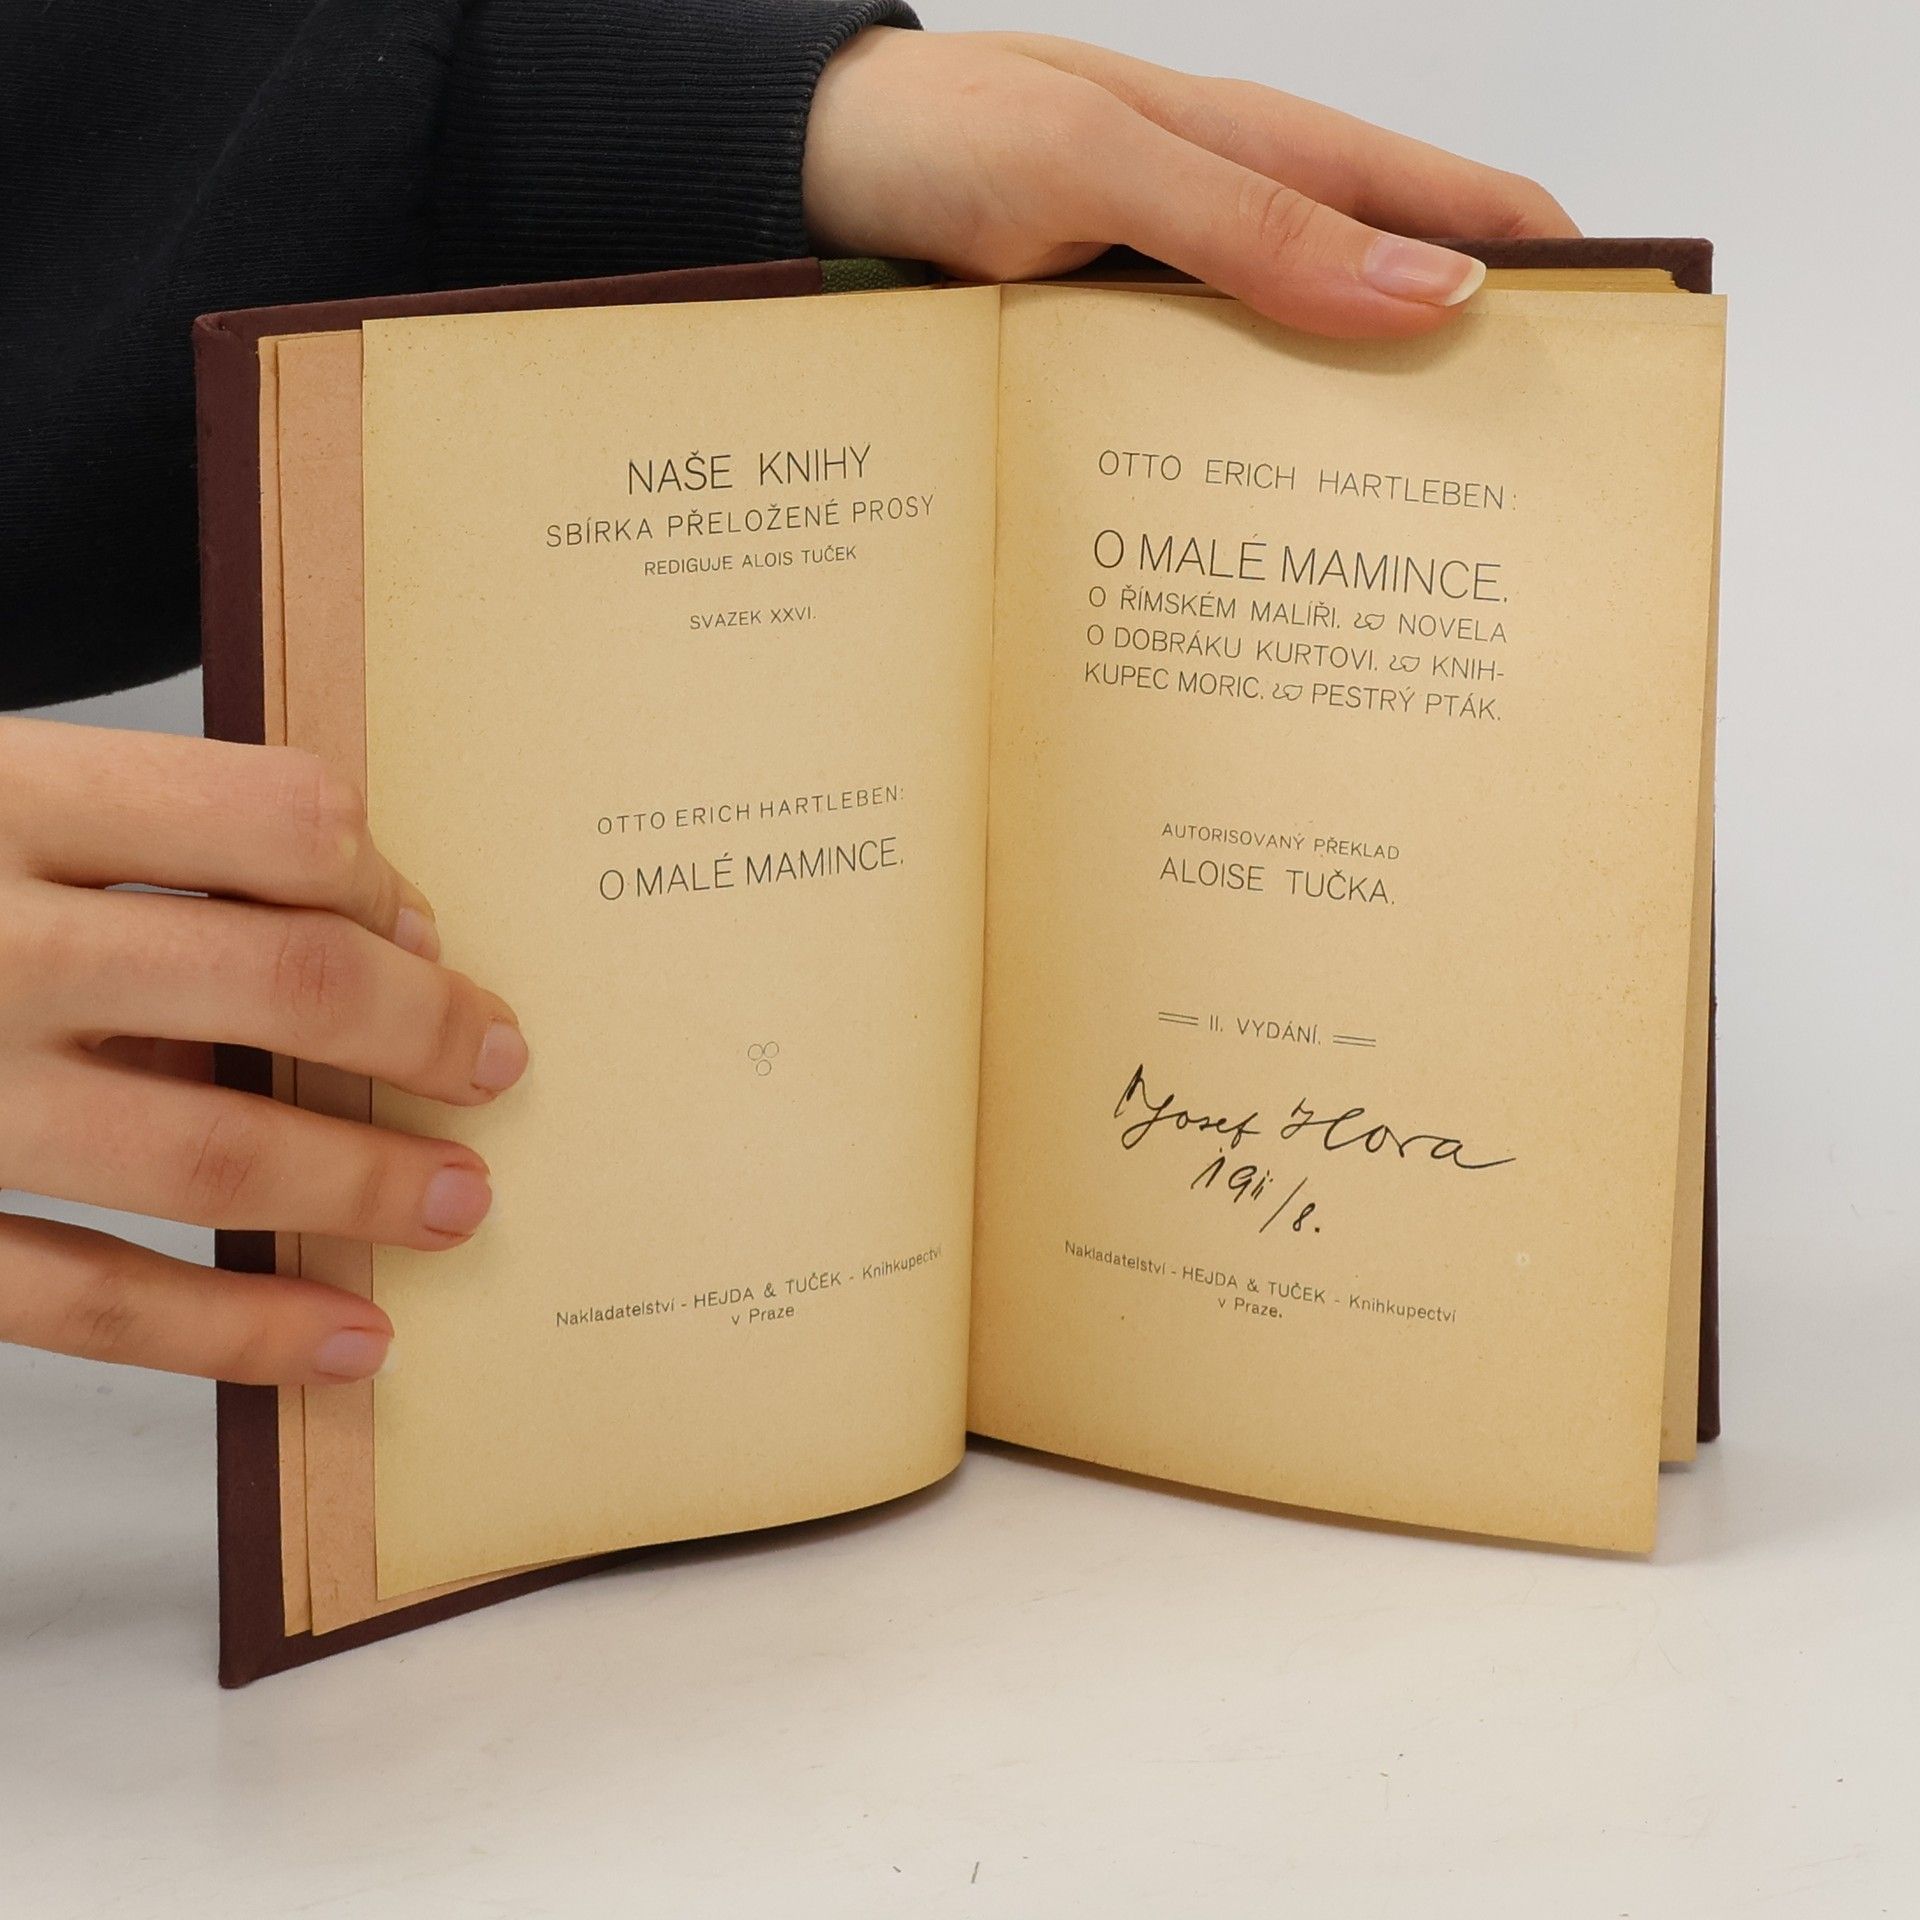 NAŠE KNIHY
SBÍRKA PŘELOŽENÉ PROSY
REDIGUJE ALOIS TUČEK
SVAZEK XXVI.
OTTO ERICH HARTLEBEN:
O MALÉ MAMINCE.
Nakladatelství - HEJDA & TUČEK - Knihkupectví
v Praze
OTTO ERICH HARTLEBEN:
O MALÉ MAMINCE.
O ŘÍMSKÉM MALÍŘI. NOVELA
O DOBRÁKU KURTOVI. KNIH-
KUPEC MORIC. PESTRÝ PTÁK.
AUTORISOVANÝ PŘEKLAD
ALOISE TUČKA.
II. VYDÁNÍ.
Josef Hora
1911/8.
Nakladatelství - HEJDA & TUČEK - Knihkupectví
v Praze.